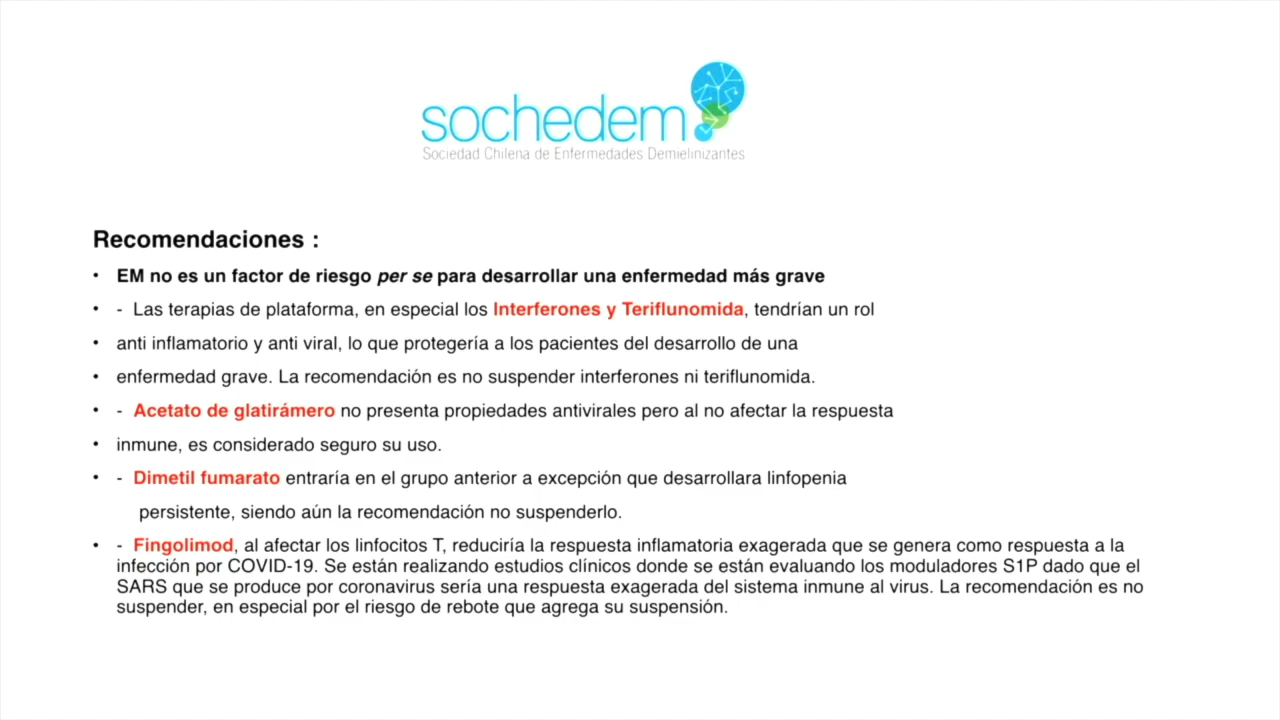 sochedem
Sociedad Chilena de Enfermedades Demielinizantes
Recomendaciones :
• EM no es un factor de riesgo per se para desarrollar una enfermedad más grave
• - Las terapias de plataforma, en especial los Interferones y Teriflunomida, tendrían un rol
• anti inflamatorio y anti viral, lo que protegería a los pacientes del desarrollo de una
• enfermedad grave. La recomendación es no suspender interferones ni teriflunomida.
• - Acetato de glatirámero no presenta propiedades antivirales pero al no afectar la respuesta
• inmune, es considerado seguro su uso.
• - Dimetil fumarato entraría en el grupo anterior a excepción que desarrollara linfopenia
persistente, siendo aún la recomendación no suspenderlo.
• - Fingolimod, al afectar los linfocitos T, reduciría la respuesta inflamatoria exagerada que se genera como respuesta a la
infección por COVID-19. Se están realizando estudios clínicos donde se están evaluando los moduladores S1P dado que el
SARS que se produce por coronavirus sería una respuesta exagerada del sistema inmune al virus. La recomendación es no
suspender, en especial por el riesgo de rebote que agrega su suspensión.